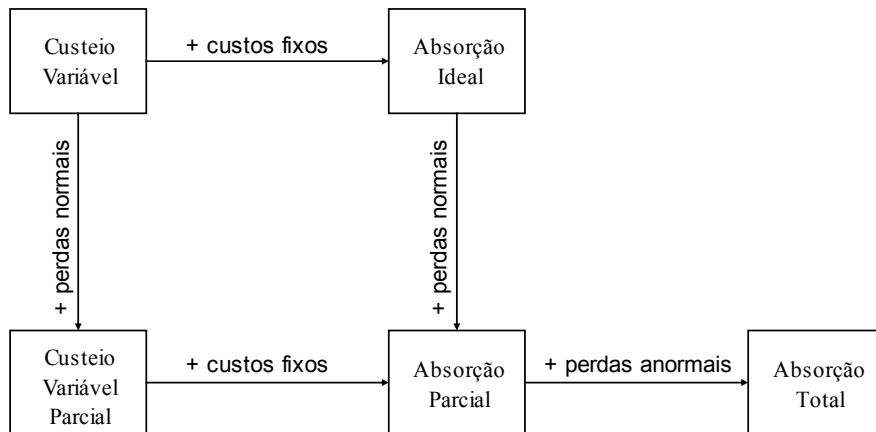 Custeio
Variável
+ custos fixos
Absorção
Ideal
+ perdas normais
+ perdas normais
Custeio
Variável
Parcial
+ custos fixos
Absorção
Parcial
+ perdas anormais
Absorção
Total